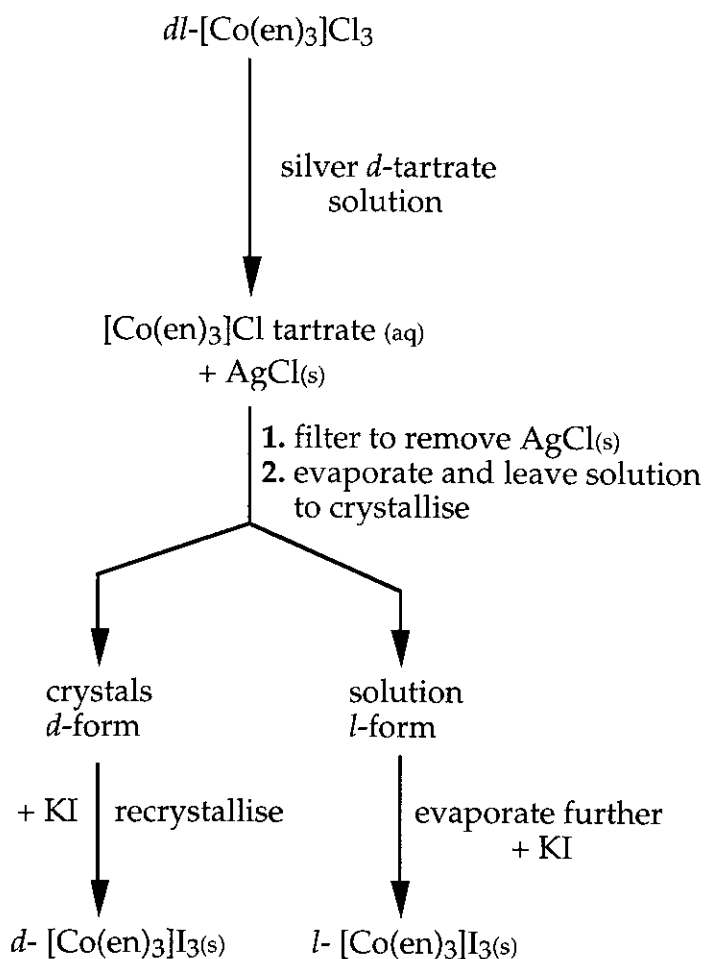 dl-[Co(en)3]Cl3
silver d-tartrate
solution
[Co(en)3]Cl tartrate (aq)
+ AgCl(s)
1. filter to remove AgCl(s)
2. evaporate and leave solution
to crystallise
crystals
d-form
solution
l-form
+ KI
recrystallise
evaporate further
+ KI
d- [Co(en)3]I3(s)
l- [Co(en)3]I3(s)